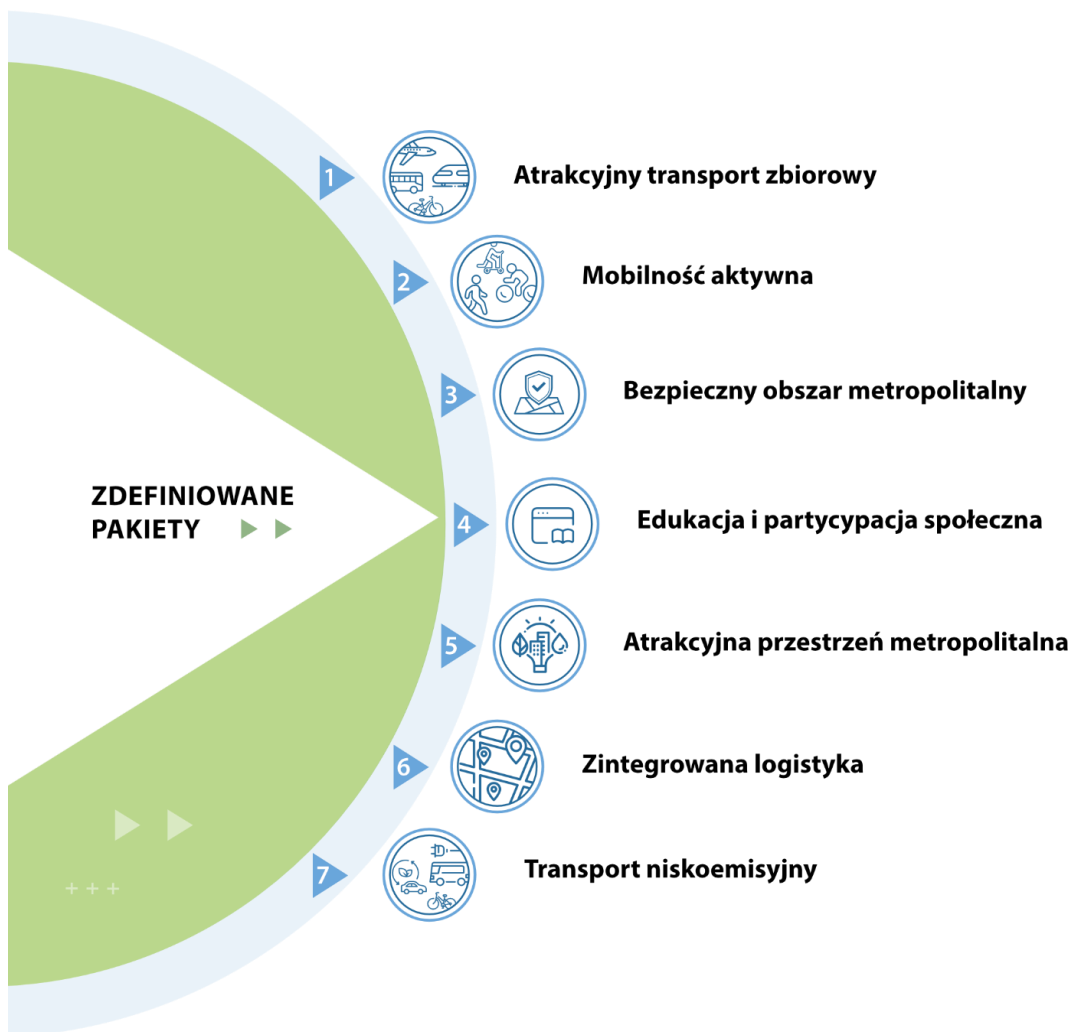 ZDEFINIOWANE
PAKIETY
1 Atrakcyjny transport zbiorowy
2 Mobilność aktywna
3 Bezpieczny obszar metropolitalny
4 Edukacja i partycypacja społeczna
5 Atrakcyjna przestrzeń metropolitalna
6 Zintegrowana logistyka
7 Transport niskoemisyjny